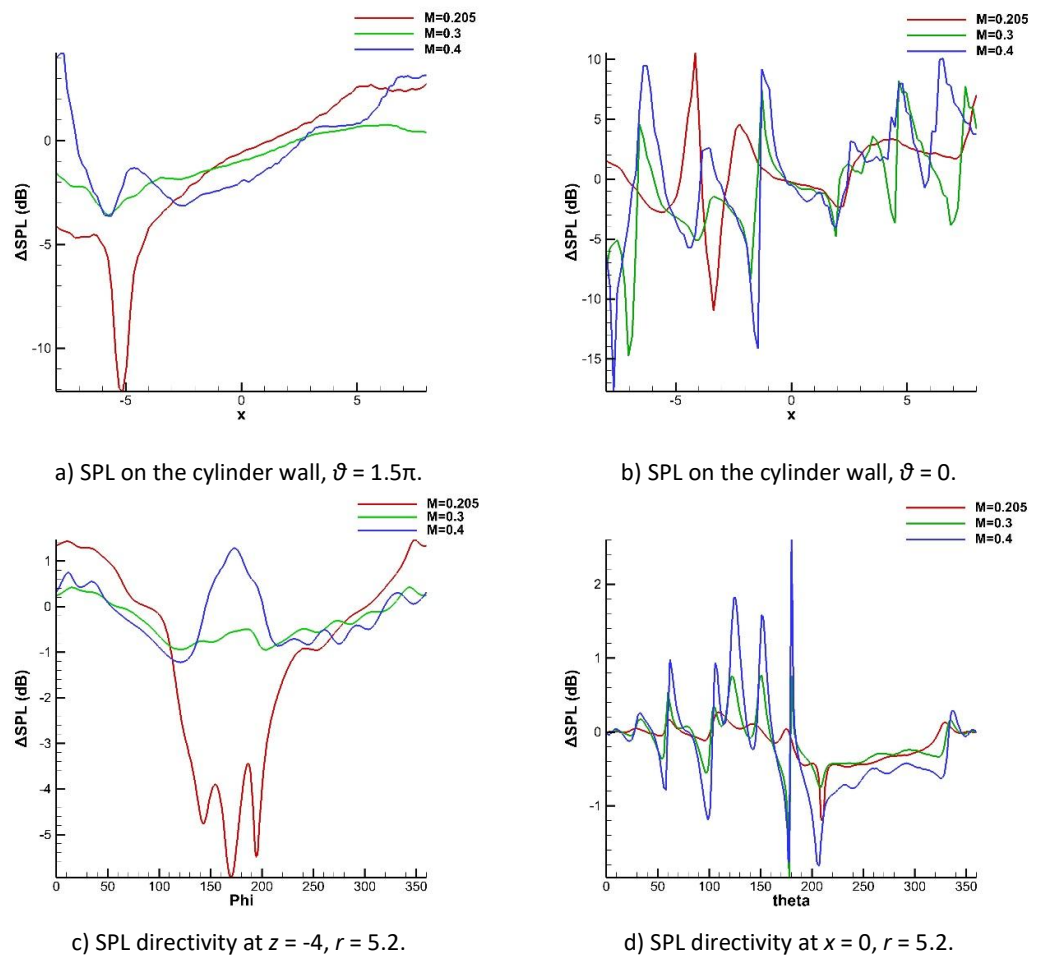 M=0.205
M=0.3
M=0.4
ΔSPL (dB)
0
-5
-10
-5
0
5
x
a) SPL on the cylinder wall, ϑ = 1.5π.
M=0.205
M=0.3
M=0.4
ΔSPL (dB)
10
5
0
-5
-10
-15
-5
0
5
x
b) SPL on the cylinder wall, ϑ = 0.
M=0.205
M=0.3
M=0.4
ΔSPL (dB)
1
0
-1
-2
-3
-4
-5
0 50 100 150 200 250 300 350
Phi
c) SPL directivity at z = -4, r = 5.2.
M=0.205
M=0.3
M=0.4
ΔSPL (dB)
2
1
0
-1
0 50 100 150 200 250 300 350
theta
d) SPL directivity at x = 0, r = 5.2.